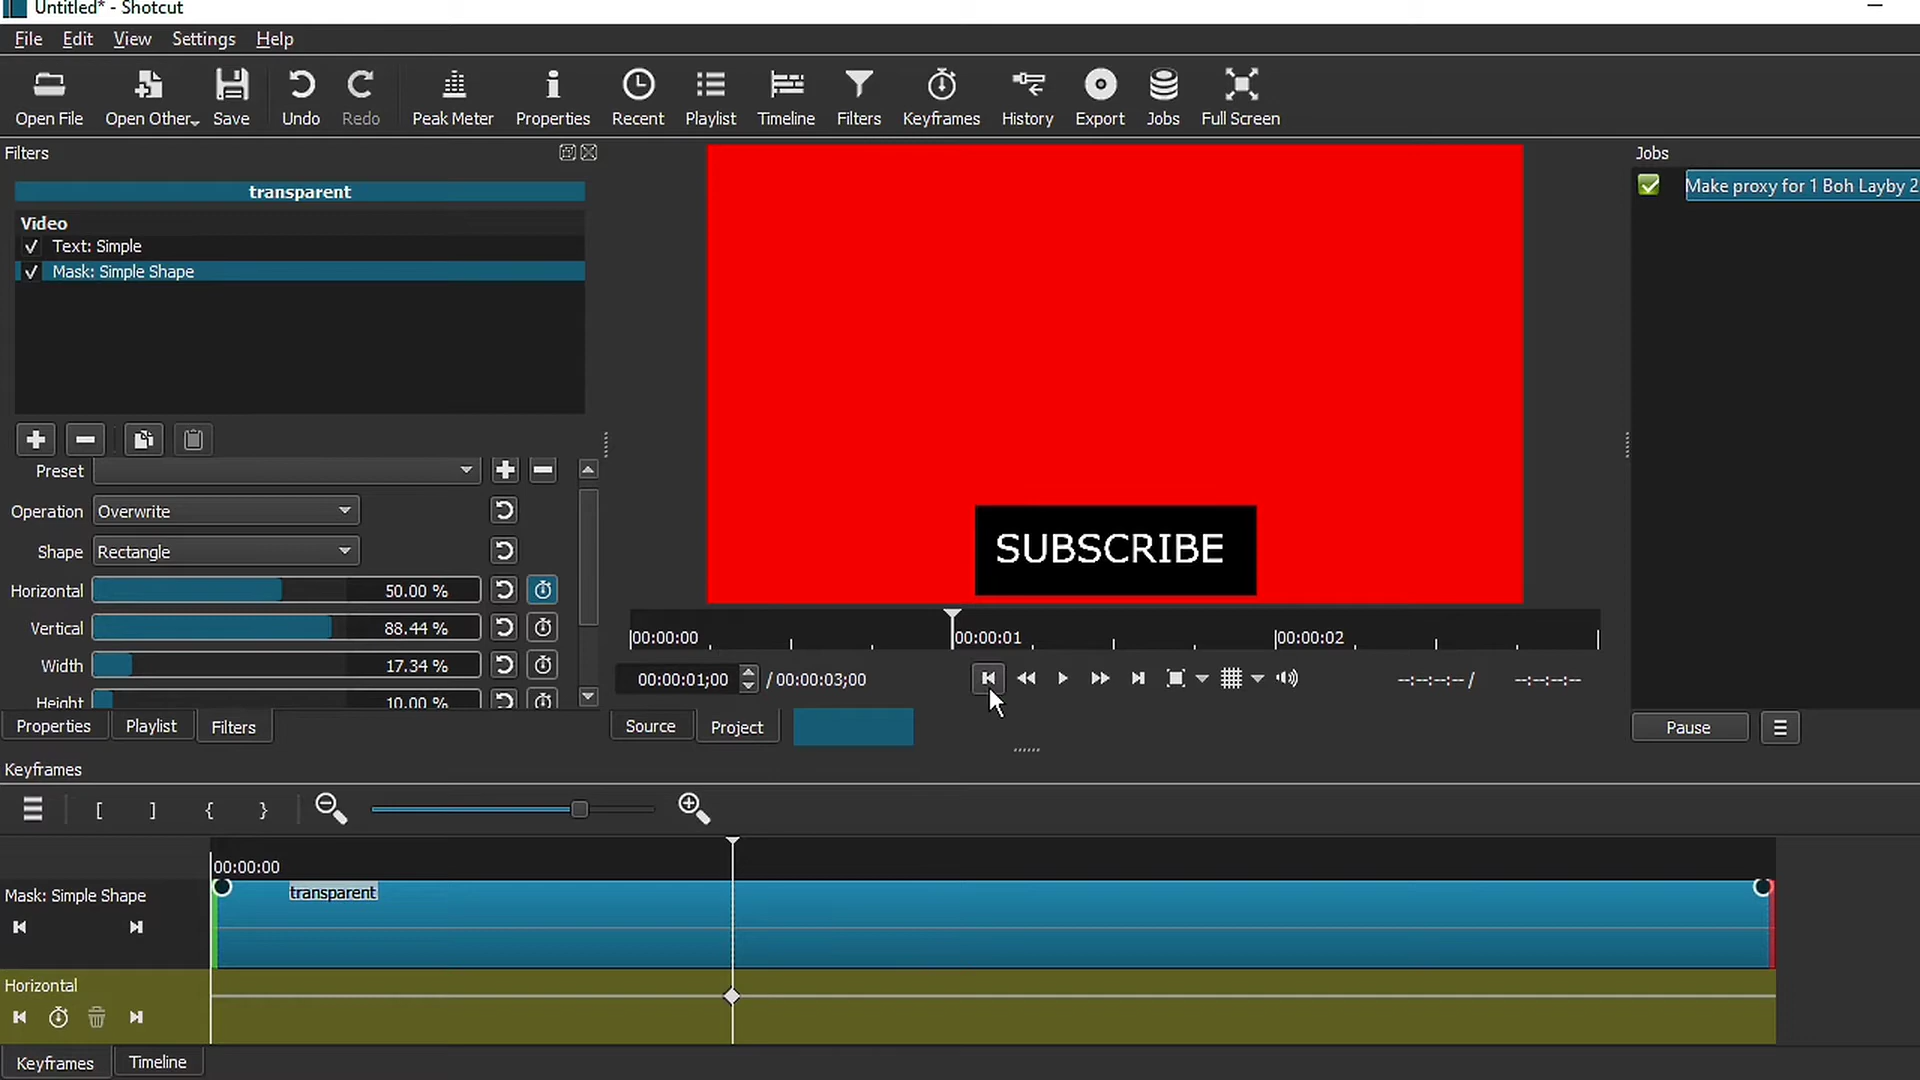 Untitled* - Shotcut
File Edit View Settings Help
Open File Open Other Save Undo Redo Peak Meter Properties Recent Playlist Timeline Filters Keyframes History Export Jobs Full Screen
Filters
transparent
Video
Text: Simple
Mask: Simple Shape
Preset
Operation Overwrite
Shape Rectangle
Horizontal 50.00 %
Vertical 88.44 %
Width 17.34 %
Height 10.00 %
Properties Playlist Filters
SUBSCRIBE
00:00:00 00:00:01 00:00:02
00:00:01;00 / 00:00:03;00 --:--:--:-- / --:--:--:--
Source Project
Jobs
Make proxy for 1 Boh Layby 2
Pause
Keyframes
[ ] { }
00:00:00
Mask: Simple Shape
transparent
Horizontal
Keyframes Timeline